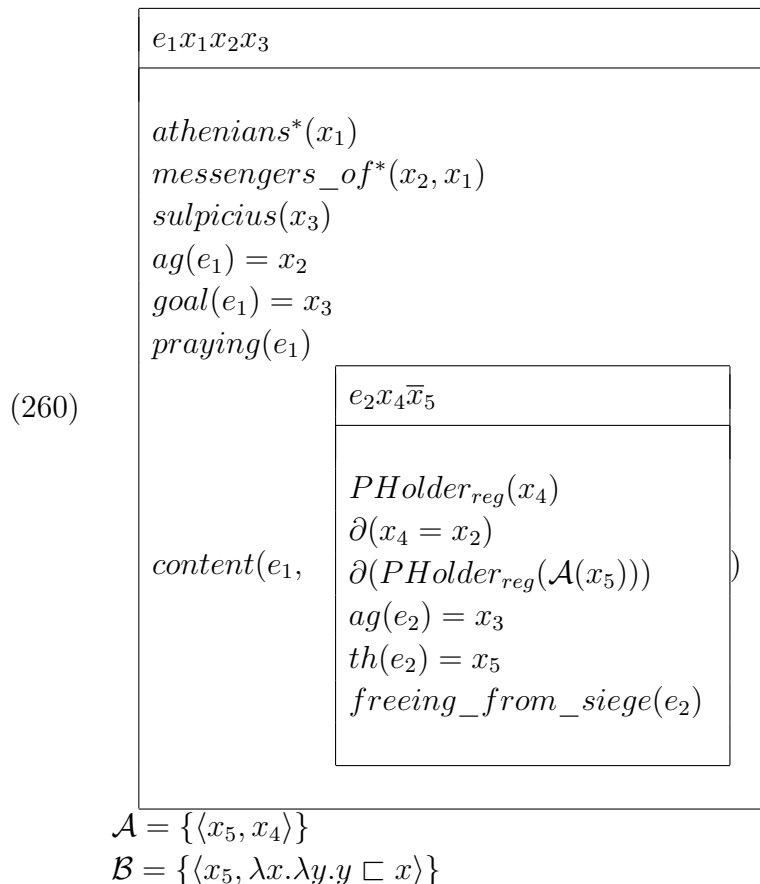 e₁x₁x₂x₃
athenians*(x₁)
messengers_of*(x₂, x₁)
sulpicius(x₃)
ag(e₁) = x₂
goal(e₁) = x₃
praying(e₁)
e₂x₄x̅₅
PHolder_reg(x₄)
∂(x₄ = x₂)
(260) content(e₁, )
∂(PHolder_reg(𝒜(x₅)))
ag(e₂) = x₃
th(e₂) = x₅
freeing_from_siege(e₂)
𝒜 = {⟨x₅, x₄⟩}
ℬ = {⟨x₅, λx.λy.y ⊏ x⟩}